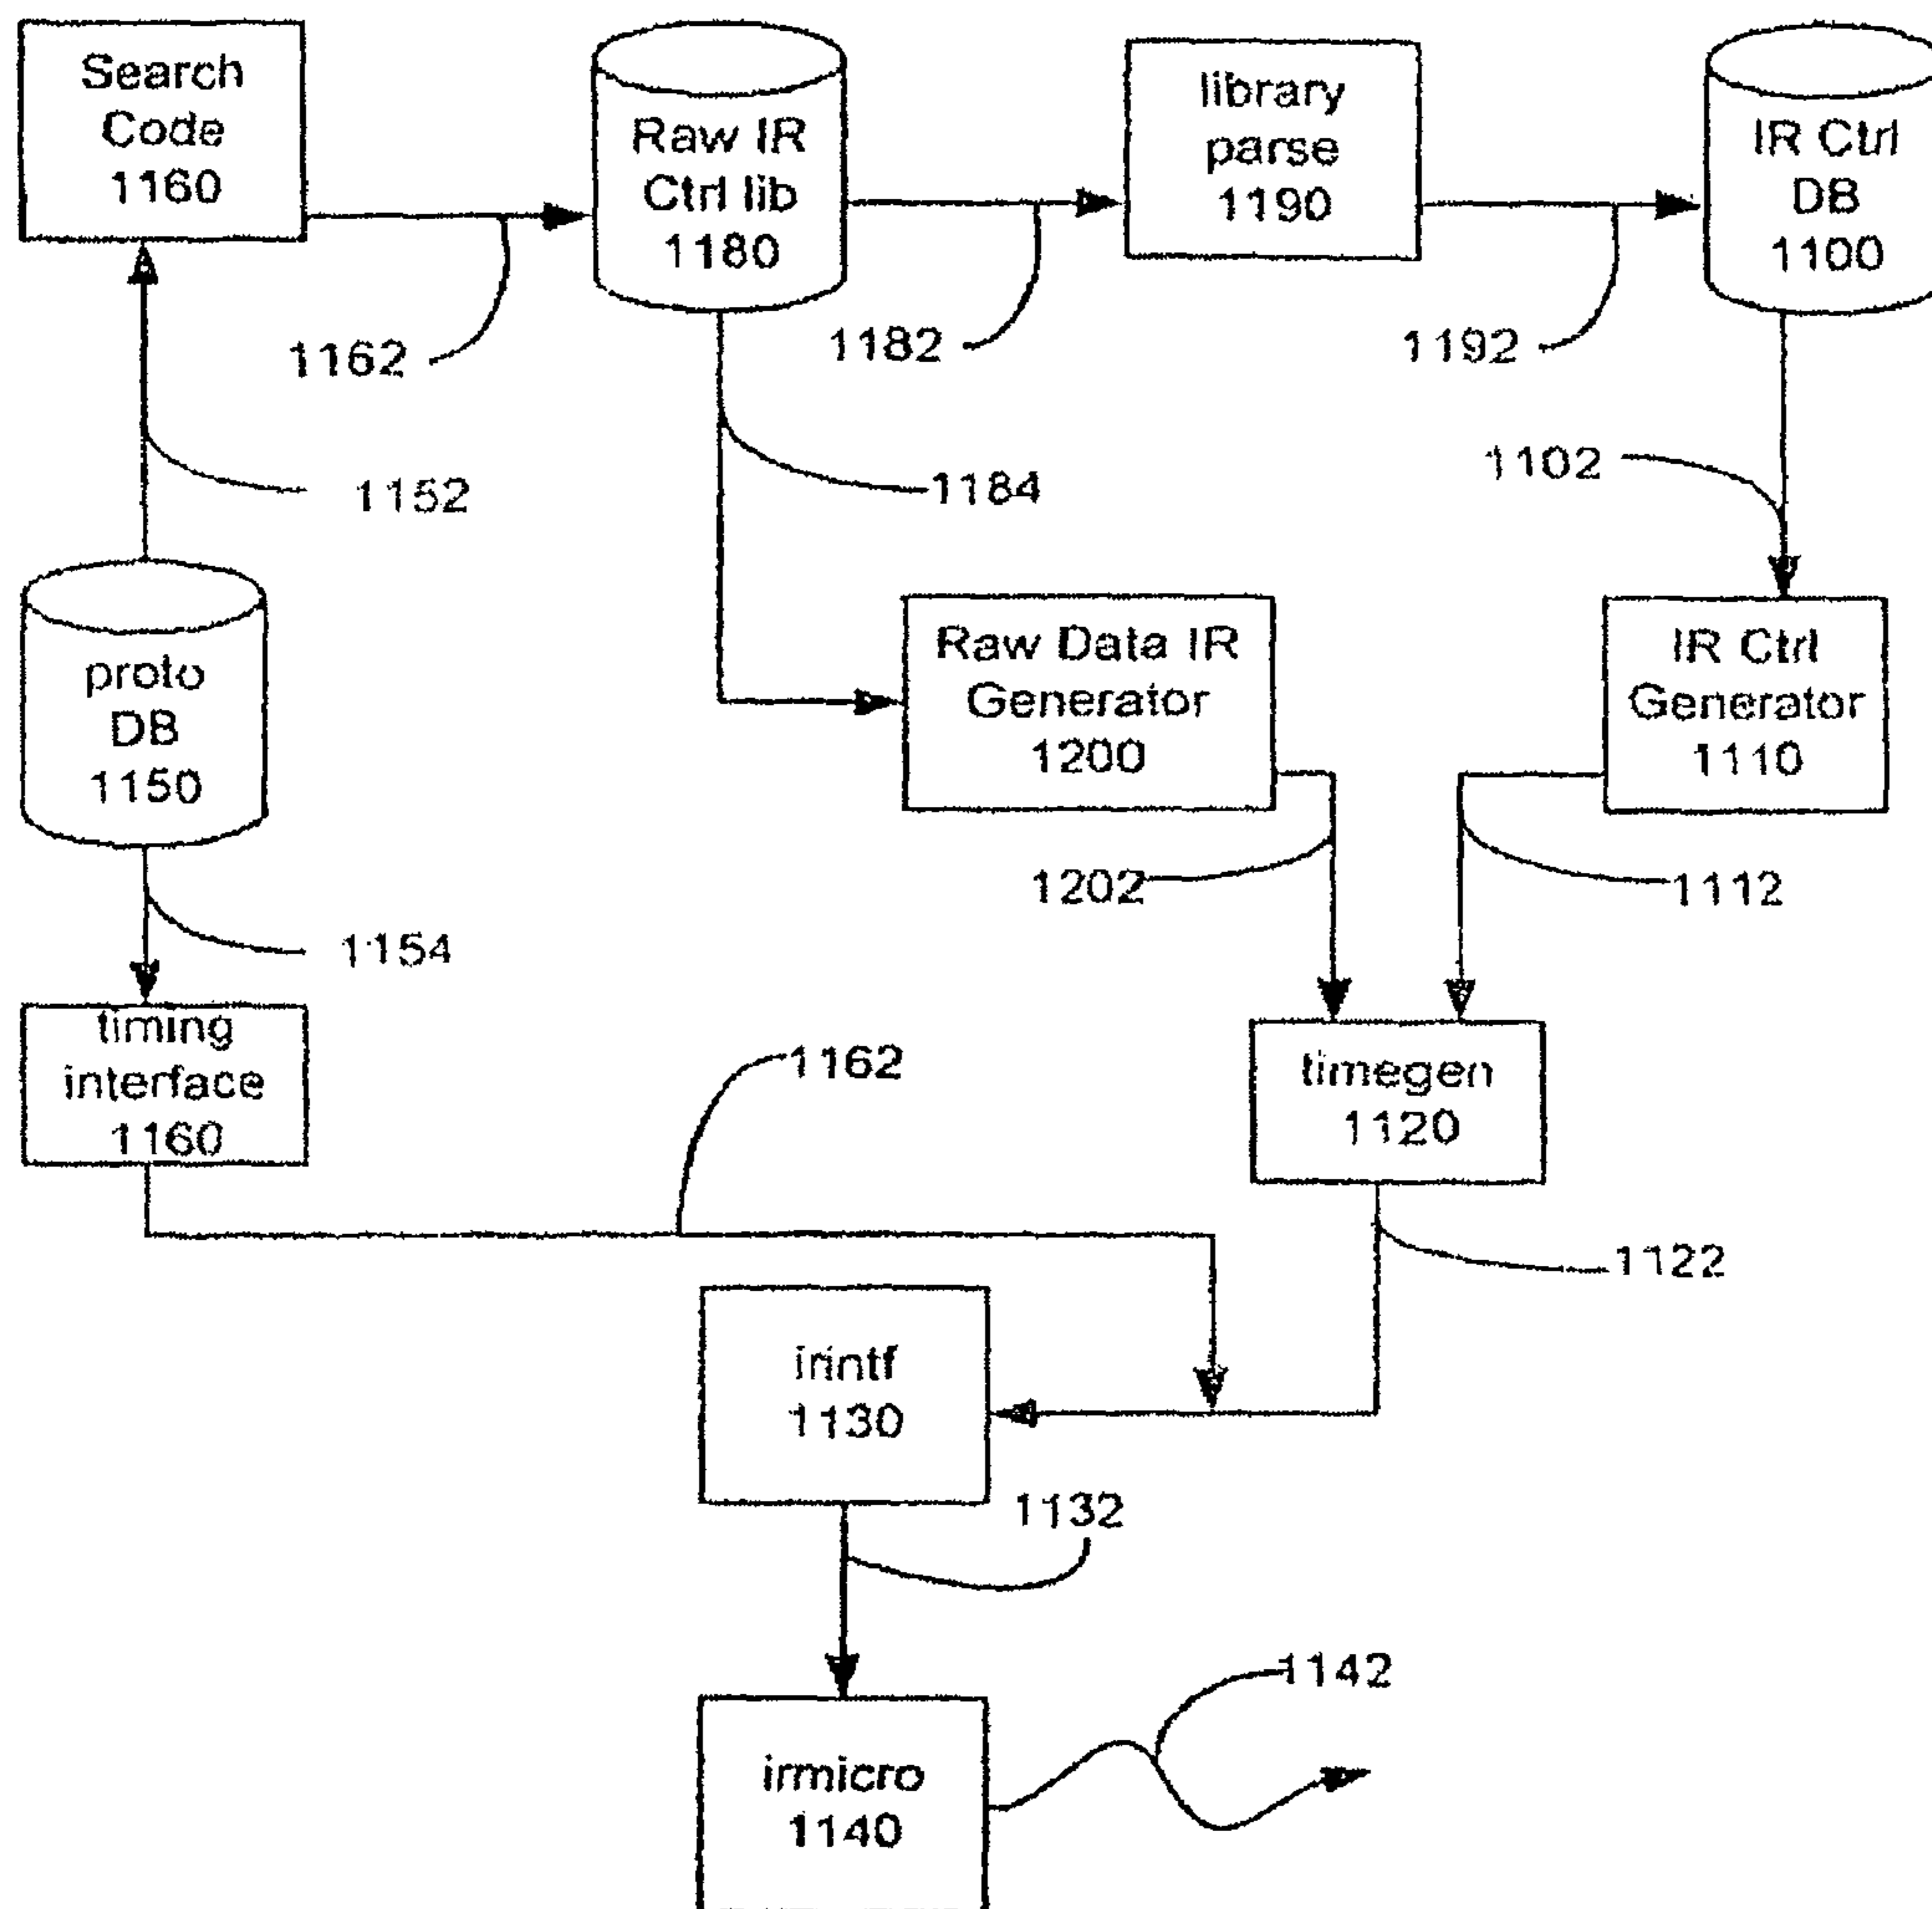 Search
Code
1160
Raw IR
Ctrl lib
1180
library
parse
1190
IR Ctrl
DB
1100
1162
1182
1192
1152
1184
1102
proto
DB
1150
Raw Data IR
Generator
1200
IR Ctrl
Generator
1110
1202
1112
1154
timing
interface
1160
1162
timegen
1120
1122
irintf
1130
1132
1142
irmicro
1140